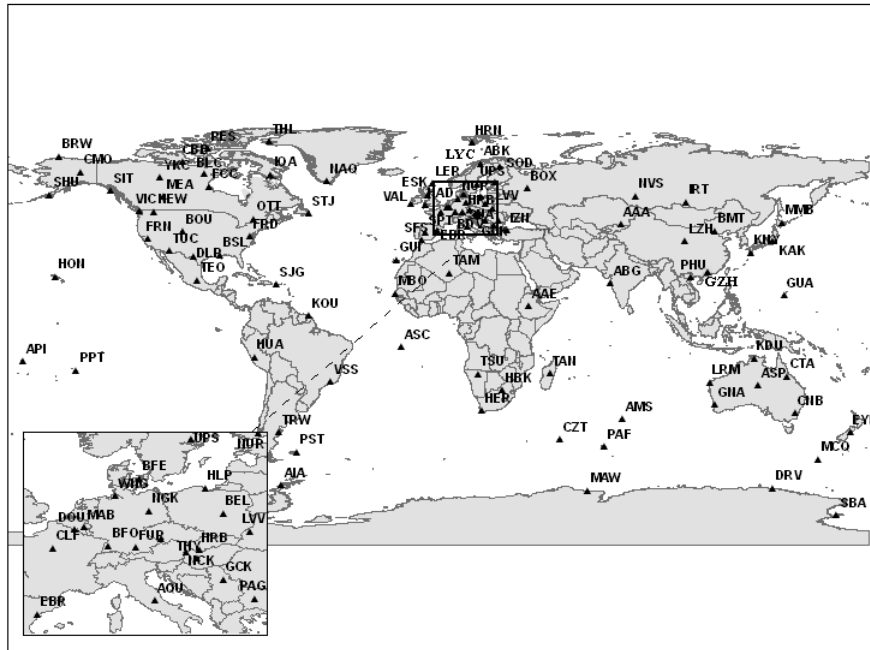 HRN
THL
RES
BRW
CBB
LYC
ABK
CMO
YKC
BLC
IQA
LER
UPS
SOD
SIT
MEA
FCC
NAQ
ESK
HAD
BOX
NVS
IRT
SHU
VIC
NEW
OTT
STJ
VAL
AAA
BMT
MMB
BOU
FRD
SPT
IZN
LZH
FRN
TUC
BSL
SFS
EBR
KAK
DLR
GUI
TAM
PHU
HON
TEO
SJG
MBO
ABG
GZH
GUA
KOU
AAE
ASC
HUA
KDU
API
PPT
VSS
TSU
TAN
LRM
ASP
CTA
HBK
GNA
HER
CNB
TRW
AMS
CZT
PST
PAF
MCQ
AIA
MAW
DRV
SBA
UPS
BFE
HLP
WNG
NGK
BEL
DOU
MAB
LVV
CLF
BFO
FUR
HRB
THY
NCK
GCK
EBR
AQU
PAG